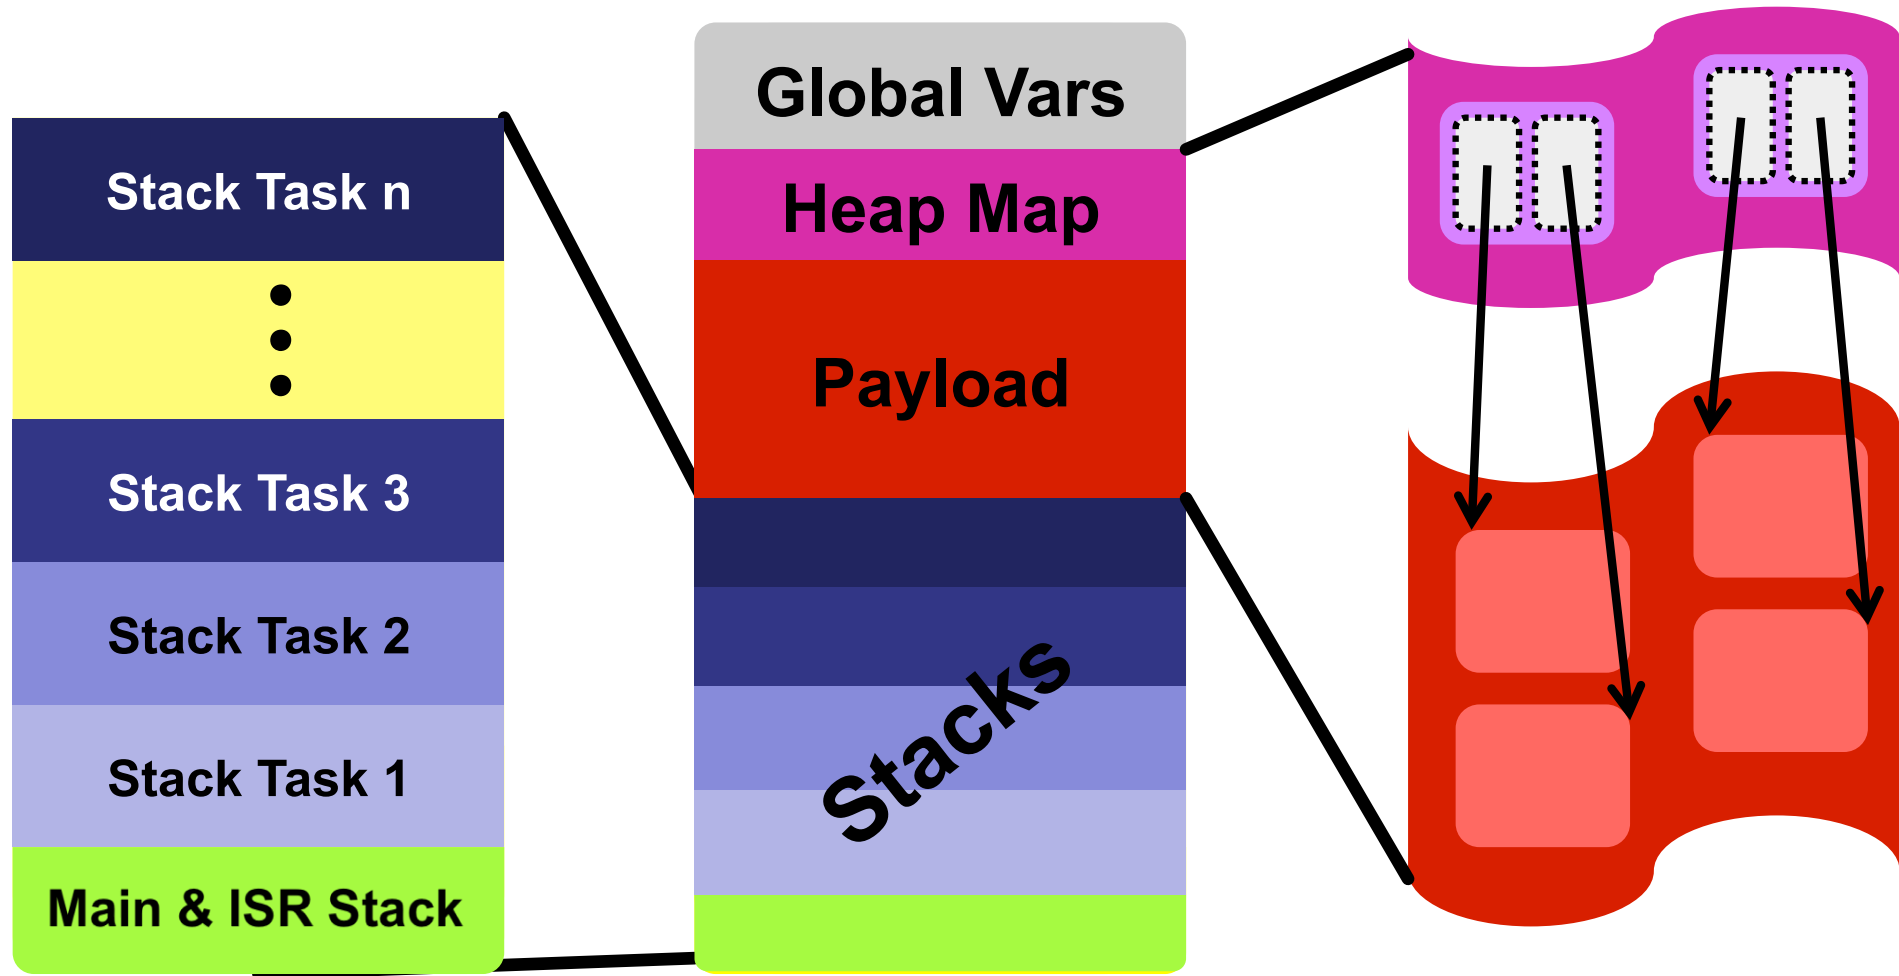 Stack Task n
Stack Task 3
Stack Task 2
Stack Task 1
Main & ISR Stack
Global Vars
Heap Map
Payload
Stacks